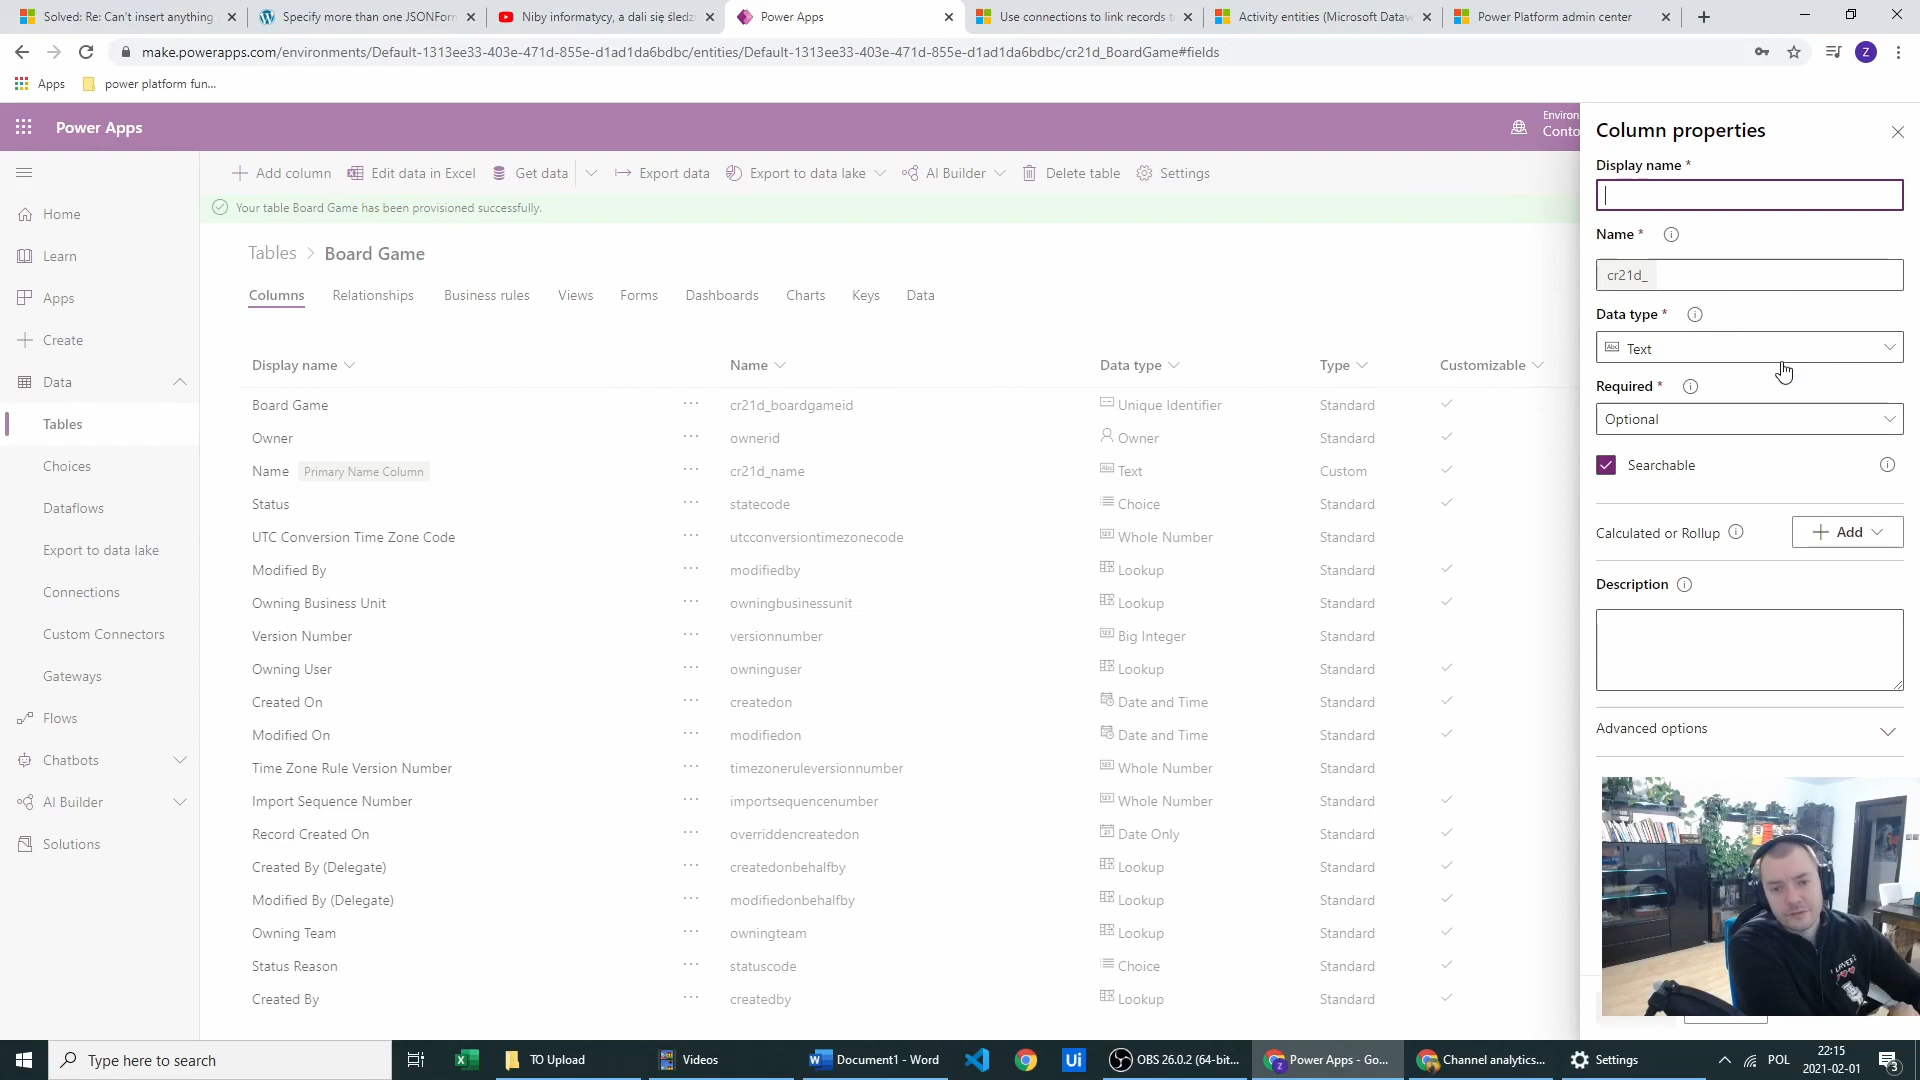 Solved: Re: Can't insert anything
Specify more than one JSONForm
Niby informatycy, a dali się śledz
Power Apps
Use connections to link records t
Activity entities (Microsoft Datav
Power Platform admin center
make.powerapps.com/environments/Default-1313ee33-403e-471d-855e-d1ad1da6bdbc/entities/Default-1313ee33-403e-471d-855e-d1ad1da6bdbc/cr21d_BoardGame#fields
Z
Apps
power platform fun...
Power Apps
Environ
Conto
Add column
Edit data in Excel
Get data
Export data
Export to data lake
AI Builder
Delete table
Settings
Your table Board Game has been provisioned successfully.
Home
Learn
Apps
Create
Data
Tables
Choices
Dataflows
Export to data lake
Connections
Custom Connectors
Gateways
Flows
Chatbots
AI Builder
Solutions
Tables > Board Game
Columns Relationships Business rules Views Forms Dashboards Charts Keys Data
Display name Name Data type Type Customizable
Board Game ... cr21d_boardgameid Unique Identifier Standard
Owner ... ownerid Owner Standard
Name Primary Name Column ... cr21d_name Text Custom
Status ... statecode Choice Standard
UTC Conversion Time Zone Code ... utcconversiontimezonecode Whole Number Standard
Modified By ... modifiedby Lookup Standard
Owning Business Unit ... owningbusinessunit Lookup Standard
Version Number ... versionnumber Big Integer Standard
Owning User ... owninguser Lookup Standard
Created On ... createdon Date and Time Standard
Modified On ... modifiedon Date and Time Standard
Time Zone Rule Version Number ... timezoneruleversionnumber Whole Number Standard
Import Sequence Number ... importsequencenumber Whole Number Standard
Record Created On ... overriddencreatedon Date Only Standard
Created By (Delegate) ... createdonbehalfby Lookup Standard
Modified By (Delegate) ... modifiedonbehalfby Lookup Standard
Owning Team ... owningteam Lookup Standard
Status Reason ... statuscode Choice Standard
Created By ... createdby Lookup Standard
Column properties
Display name *
Name *
cr21d_
Data type *
Abc Text
Required *
Optional
Searchable
Calculated or Rollup
Add
Description
Advanced options
Type here to search
TO Upload
Videos
Document1 - Word
Ui
OBS 26.0.2 (64-bit...
Power Apps - Go...
Channel analytics...
Settings
POL
22:15
2021-02-01
3